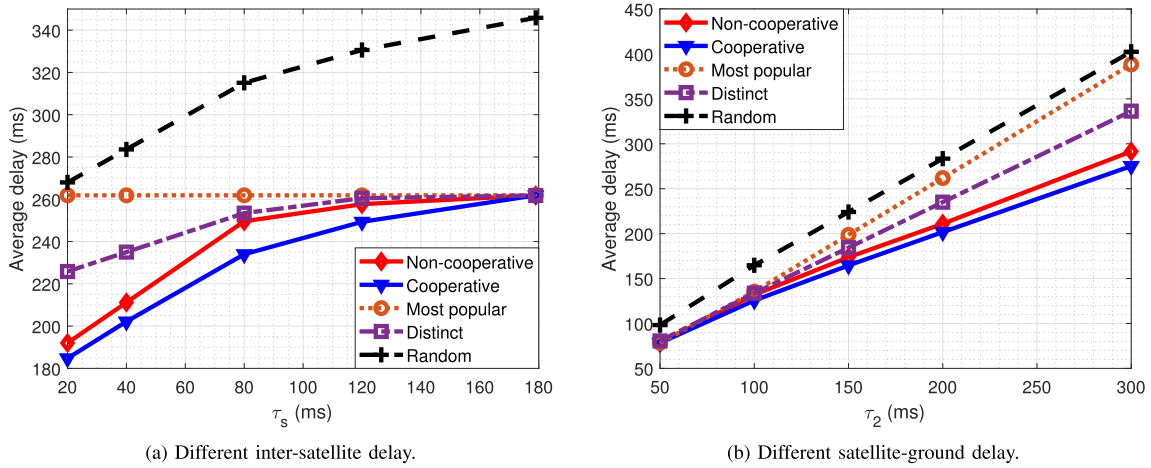 340
320
300
280
260
240
220
200
180
Average delay (ms)
Non-cooperative
Cooperative
Most popular
Distinct
Random
20 40 60 80 100 120 140 160 180
τs (ms)
(a) Different inter-satellite delay.
450
400
350
300
250
200
150
100
50
Average delay (ms)
Non-cooperative
Cooperative
Most popular
Distinct
Random
50 100 150 200 250 300
τ2 (ms)
(b) Different satellite-ground delay.